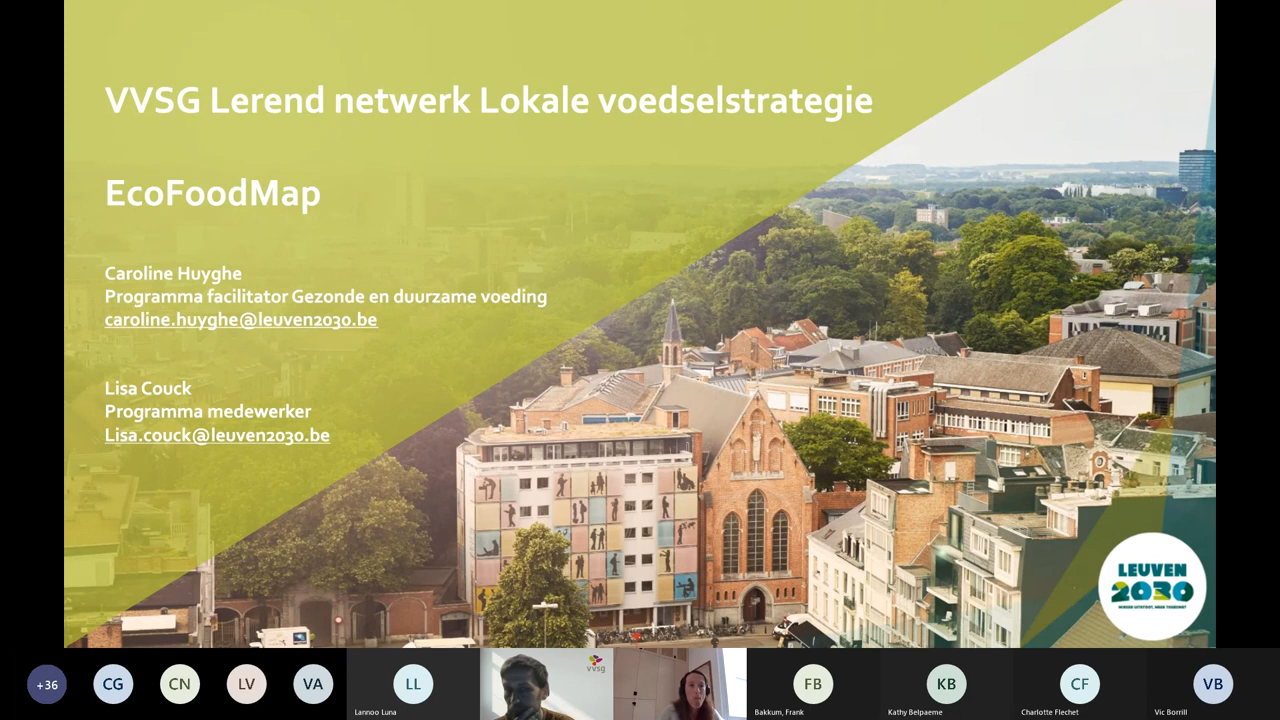 VVSG Lerend netwerk Lokale voedselstrategie
EcoFoodMap
Caroline Huyghe
Programma facilitator Gezonde en duurzame voeding
caroline.huyghe@leuven2030.be
Lisa Couck
Programma medewerker
Lisa.couck@leuven2030.be
LEUVEN
2030
+36
CG
CN
LV
VA
LL
Lannoo Luna
vvsg
FB
Bakkum, Frank
KB
Kathy Belpaeme
CF
Charlotte Flechet
VB
Vic Borrill